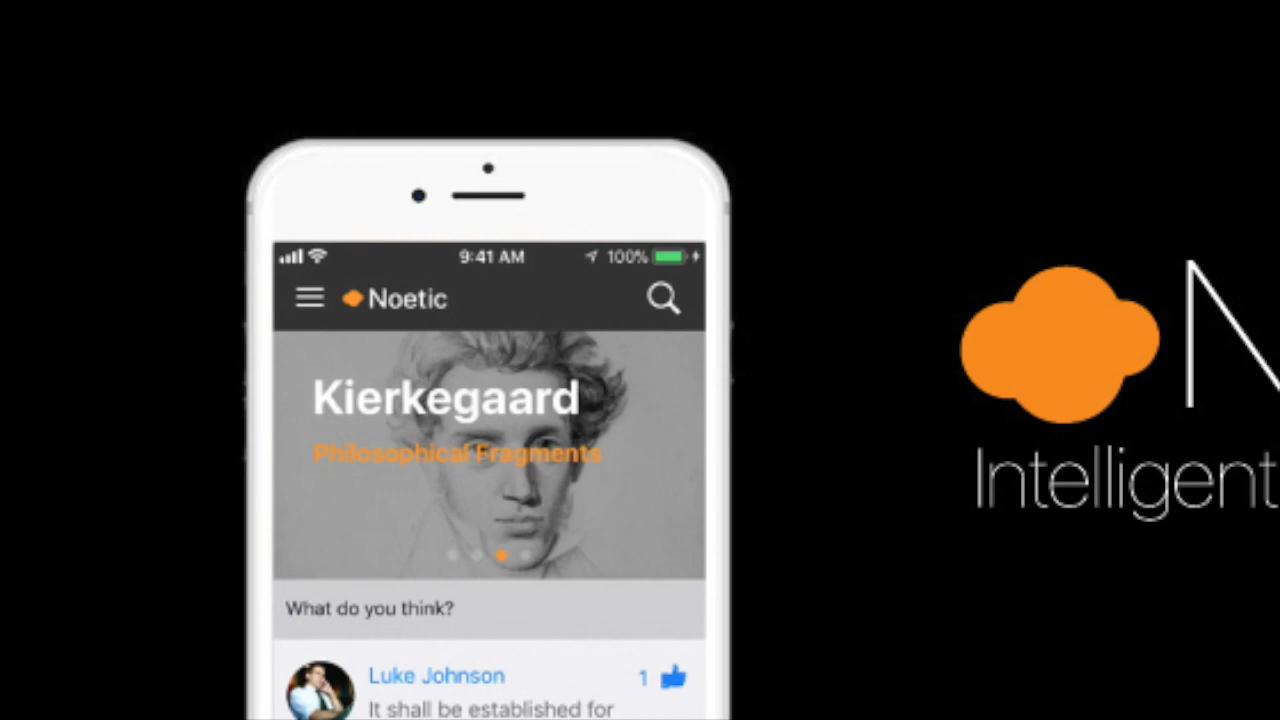 9:41 AM 100%
Noetic
Kierkegaard
Philosophical Fragments
What do you think?
Luke Johnson 1
It shall be established for
N
Intelligent